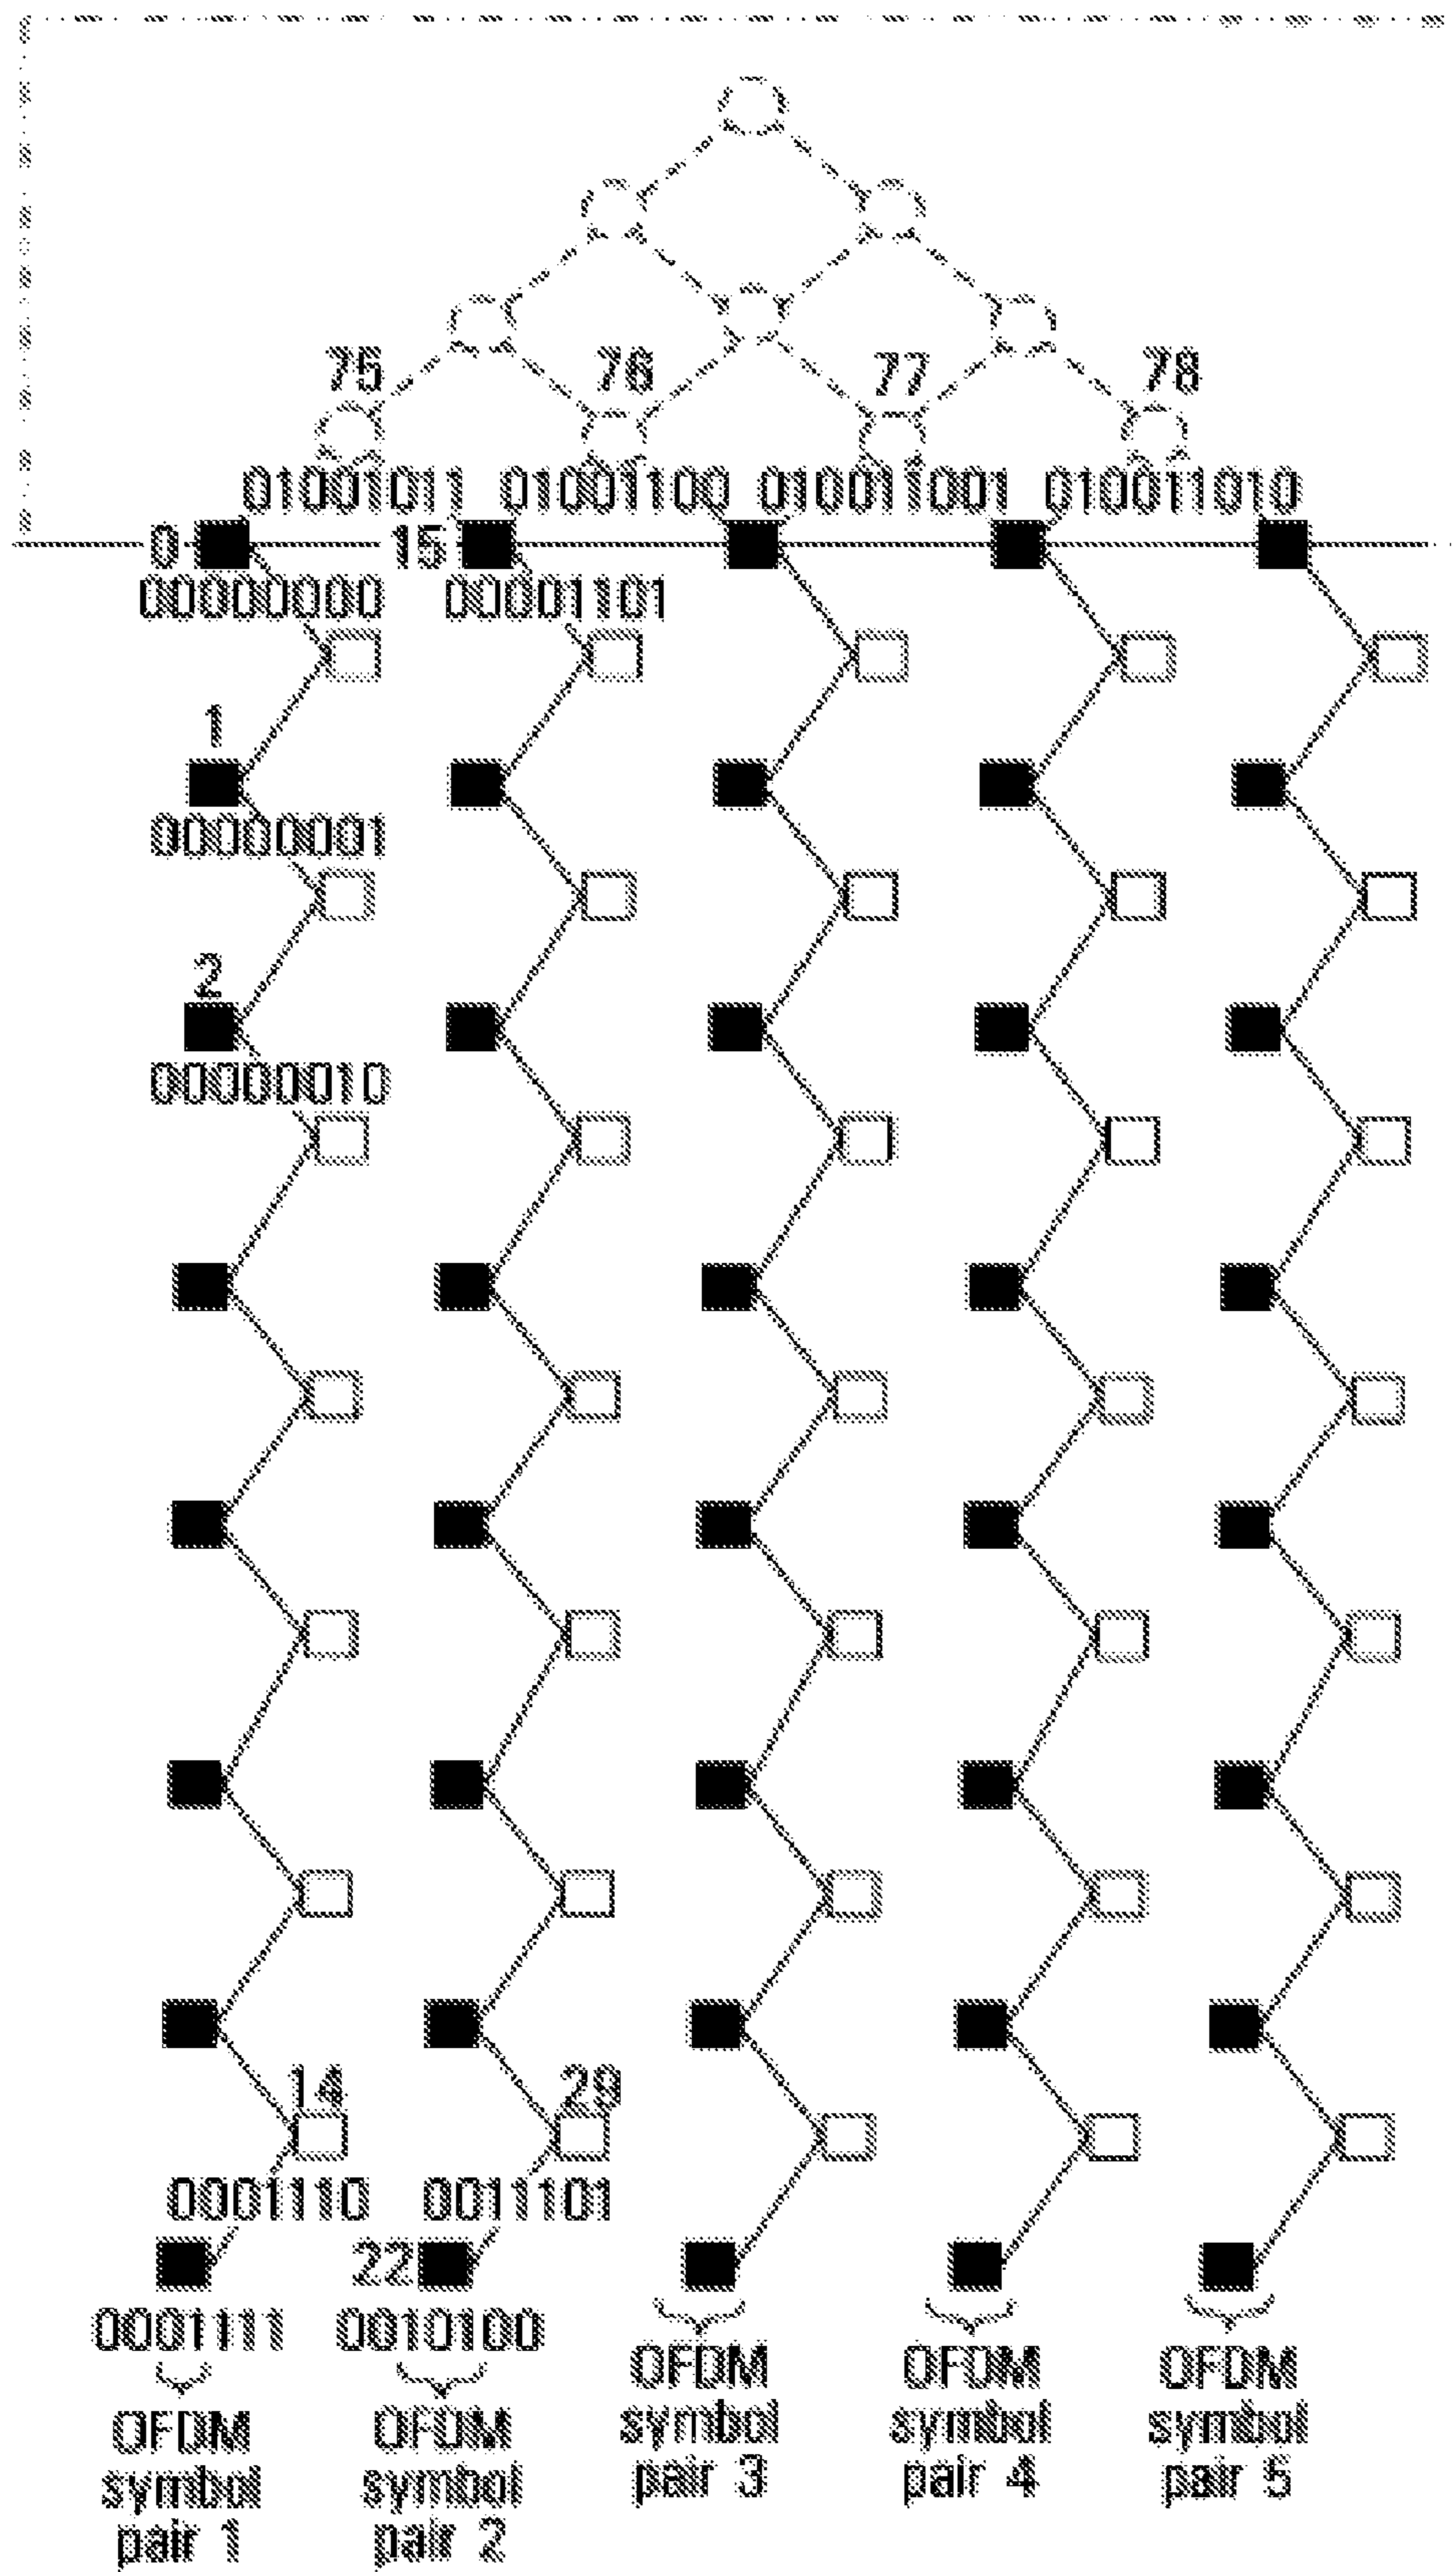 75 76 77 78
01001011 01001100 010011001 010011010
0 15
00000000 00001101
1
00000001
2
00000010
14 29
0001110 0011101
22
0001111 0010100
OFDM symbol pair 1
OFDM symbol pair 2
OFDM symbol pair 3
OFDM symbol pair 4
OFDM symbol pair 5